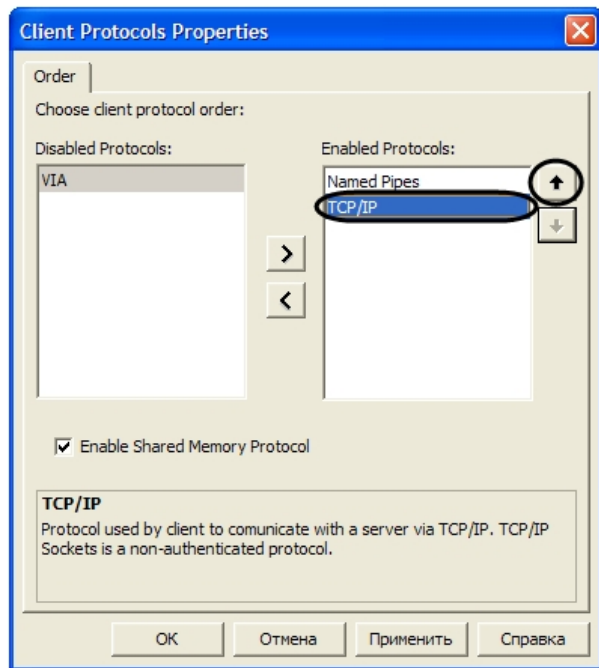 Client Protocols Properties
Order
Choose client protocol order:
Disabled Protocols:
Enabled Protocols:
VIA
Named Pipes
TCP/IP
Enable Shared Memory Protocol
TCP/IP
Protocol used by client to comunicate with a server via TCP/IP. TCP/IP
Sockets is a non-authenticated protocol.
OK
Отмена
Применить
Справка